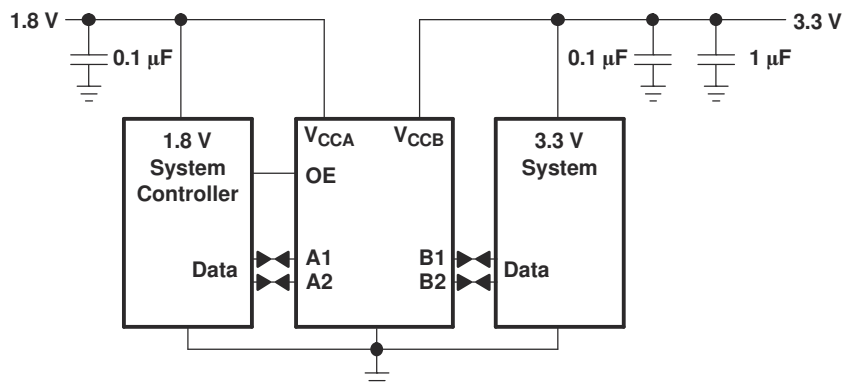 1.8 V
3.3 V
0.1 µF
0.1 µF
1 µF
1.8 V
System
Controller
VCCA
VCCB
OE
3.3 V
System
Data
A1
A2
B1
B2
Data